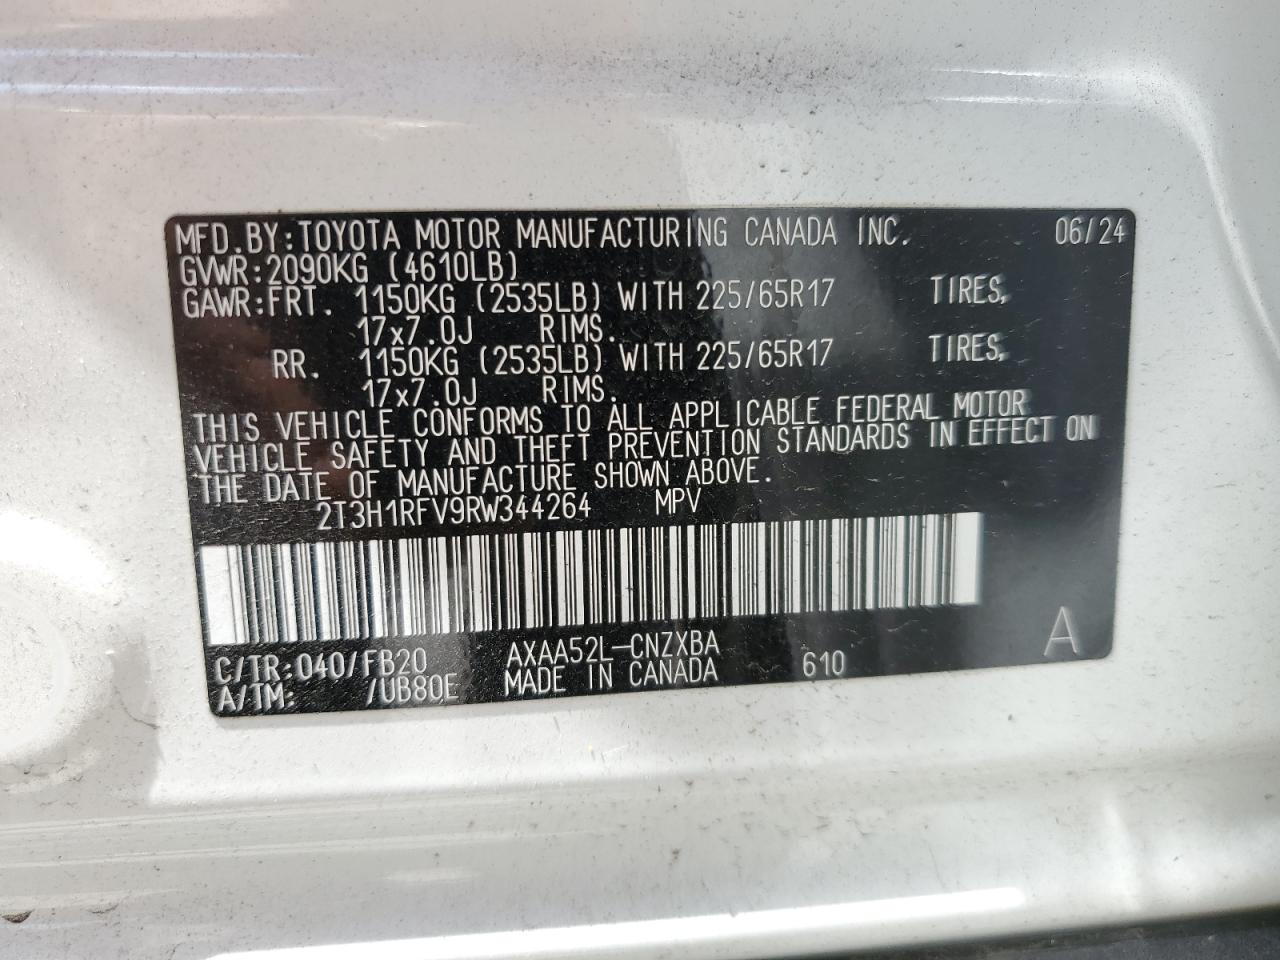 MFD.BY:TOYOTA MOTOR MANUFACTURING CANADA INC. 06/24
GVWR:2090KG (4610LB)
GAWR:FRT. 1150KG (2535LB) WITH 225/65R17 TIRES,
17x7.0J RIMS.
RR. 1150KG (2535LB) WITH 225/65R17 TIRES,
17x7.0J RIMS.
THIS VEHICLE CONFORMS TO ALL APPLICABLE FEDERAL MOTOR
VEHICLE SAFETY AND THEFT PREVENTION STANDARDS IN EFFECT ON
THE DATE OF MANUFACTURE SHOWN ABOVE.
2T3H1RFV9RW344264 MPV
C/TR:040/FB20 AXAA52L-CNZXBA
A/TM: /UB80E MADE IN CANADA 610 A